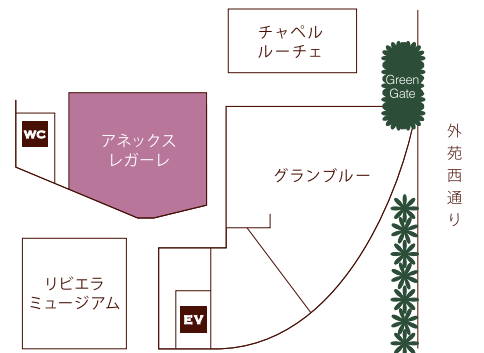 チャペル
ルーチェ
Green
Gate
WC
アネックス
レガーレ
グランブルー
外苑西通り
リビエラ
ミュージアム
EV